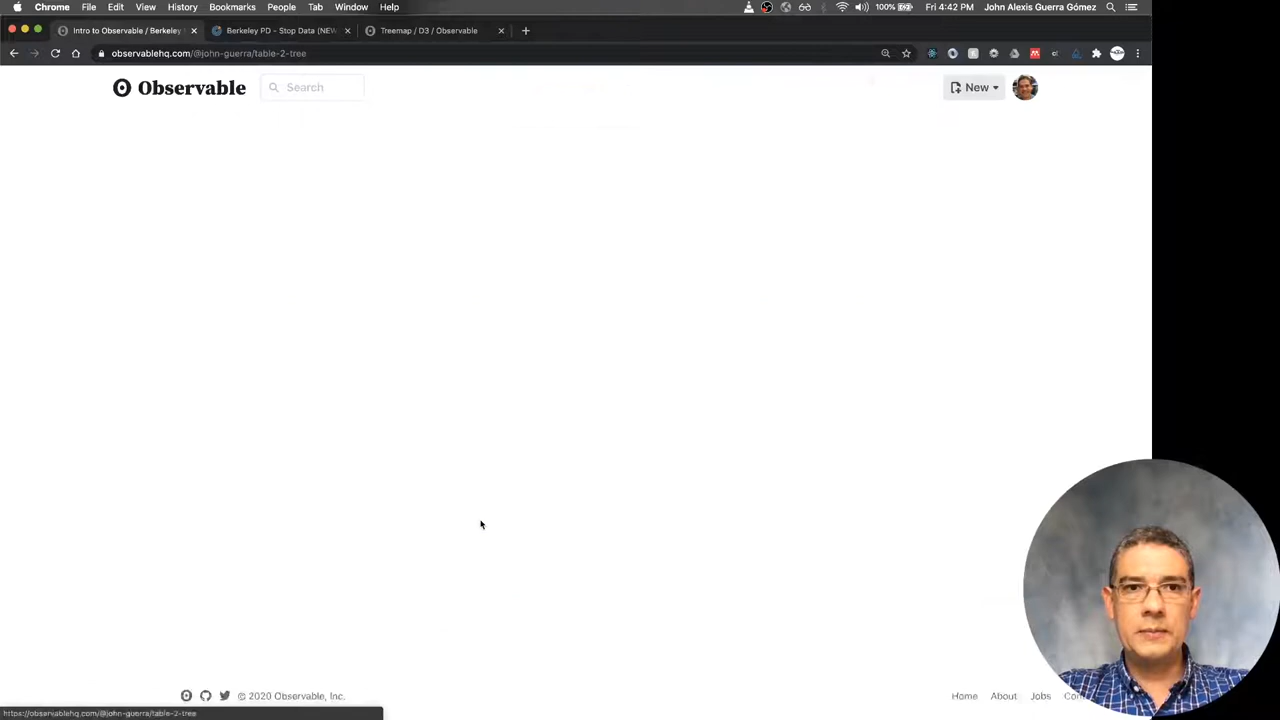 Chrome File Edit View History Bookmarks People Tab Window Help 100% Fri 4:42 PM John Alexis Guerra Gómez
Intro to Observable / Berkeley Berkeley PD - Stop Data (NEW Treemap / D3 / Observable
observablehq.com/@john-guerra/table-2-tree
Observable Search New
© 2020 Observable, Inc. Home About Jobs
https://observablehq.com/@john-guerra/table-2-tree